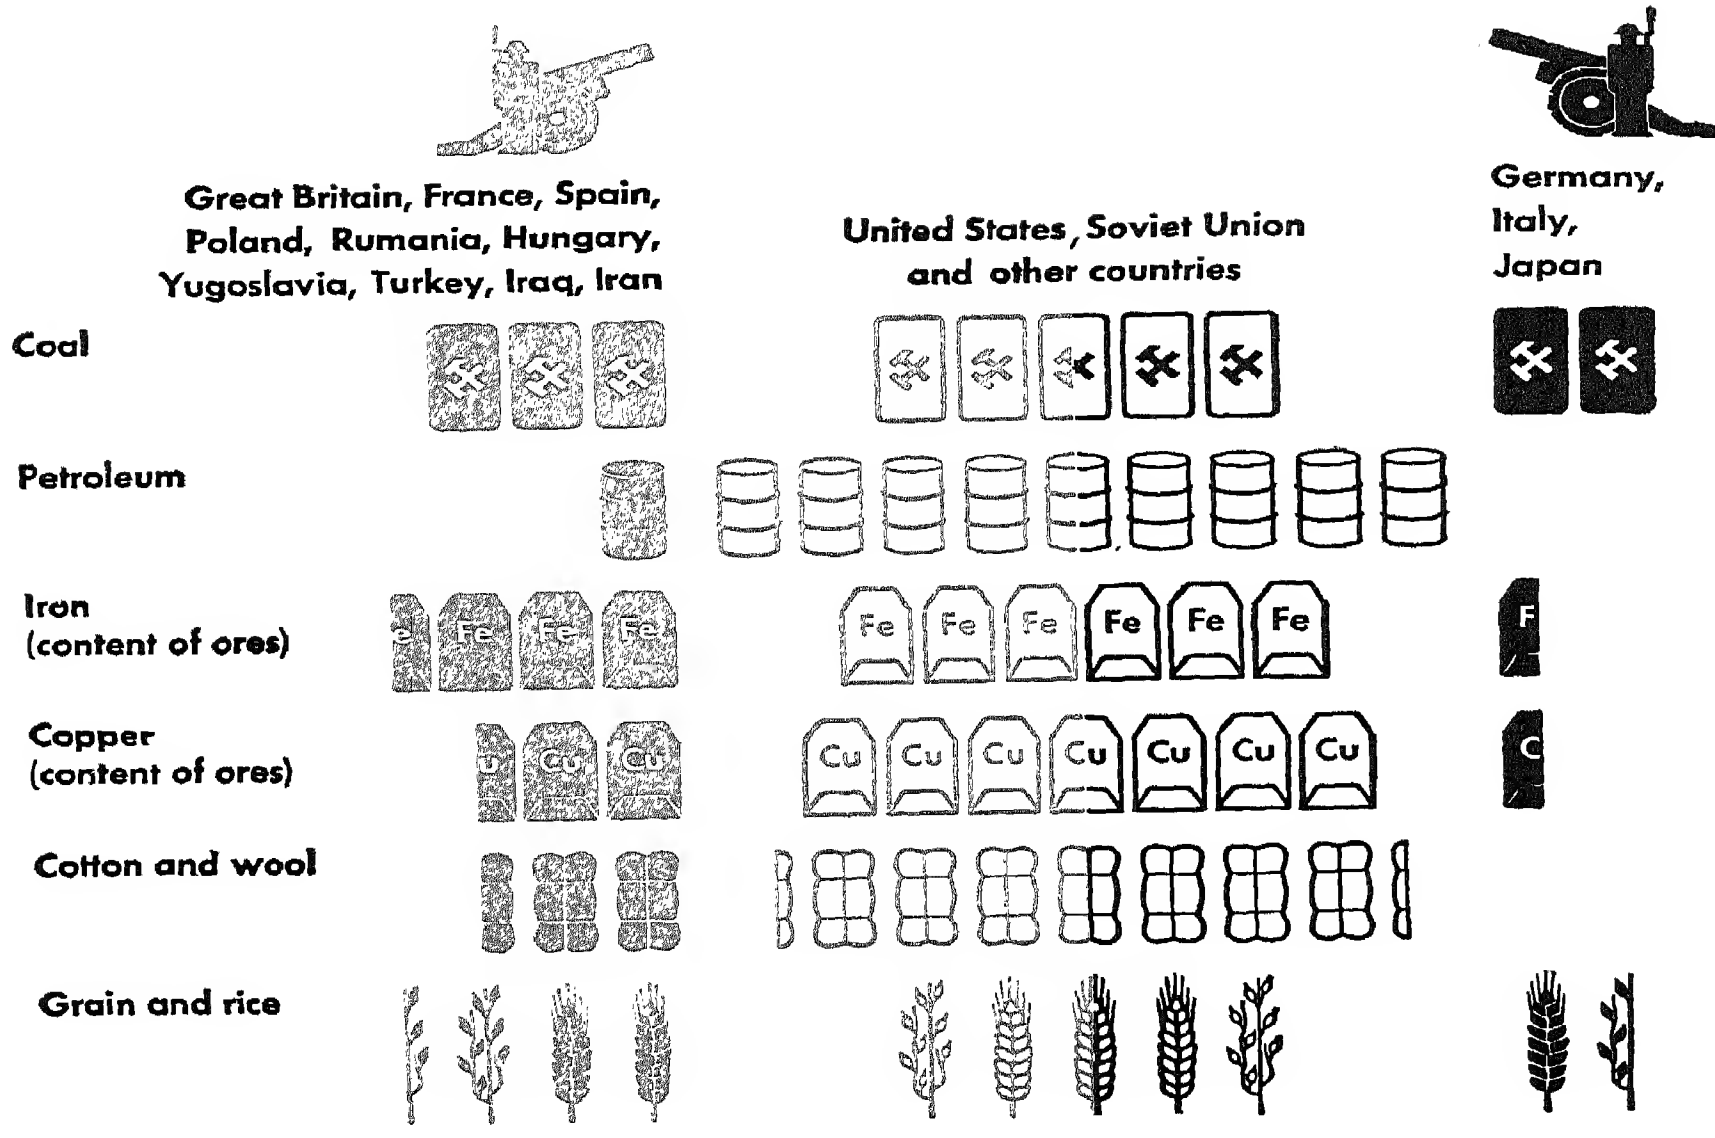 Great Britain, France, Spain,
Poland, Rumania, Hungary,
Yugoslavia, Turkey, Iraq, Iran
United States, Soviet Union
and other countries
Germany,
Italy,
Japan
Coal
Petroleum
Iron
(content of ores)
e Fe Fe Fe Fe Fe Fe Fe Fe Fe F
Copper
(content of ores)
u Cu Cu Cu Cu Cu Cu Cu Cu Cu C
Cotton and wool
Grain and rice